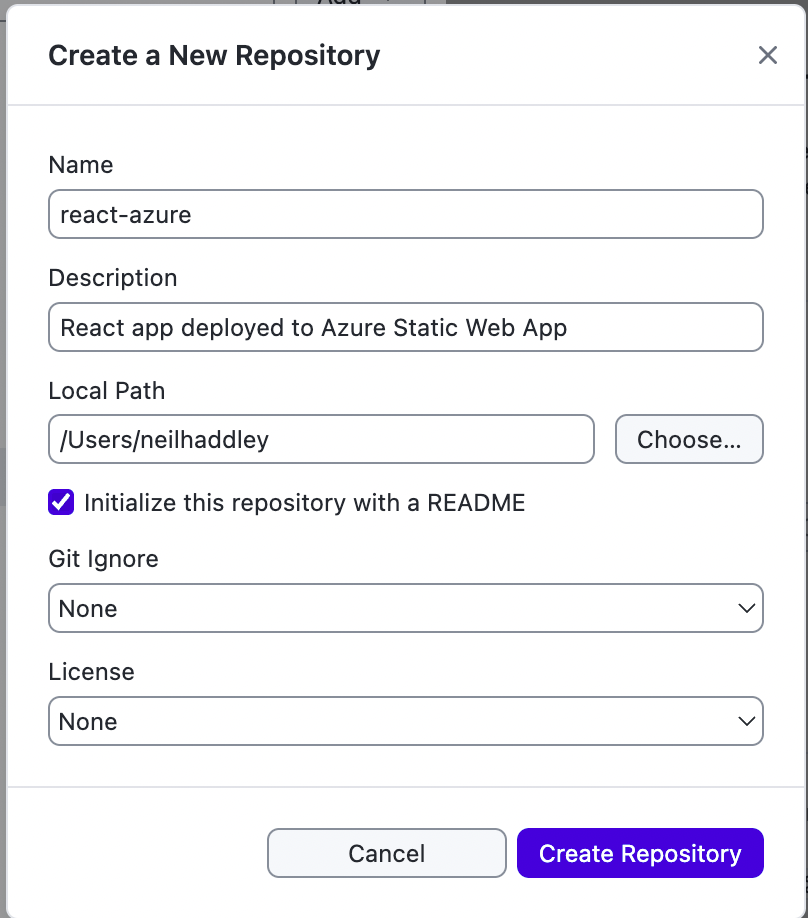 Create a New Repository
Name
react-azure
Description
React app deployed to Azure Static Web App
Local Path
/Users/neilhaddley
Choose...
Initialize this repository with a README
Git Ignore
None
License
None
Cancel
Create Repository